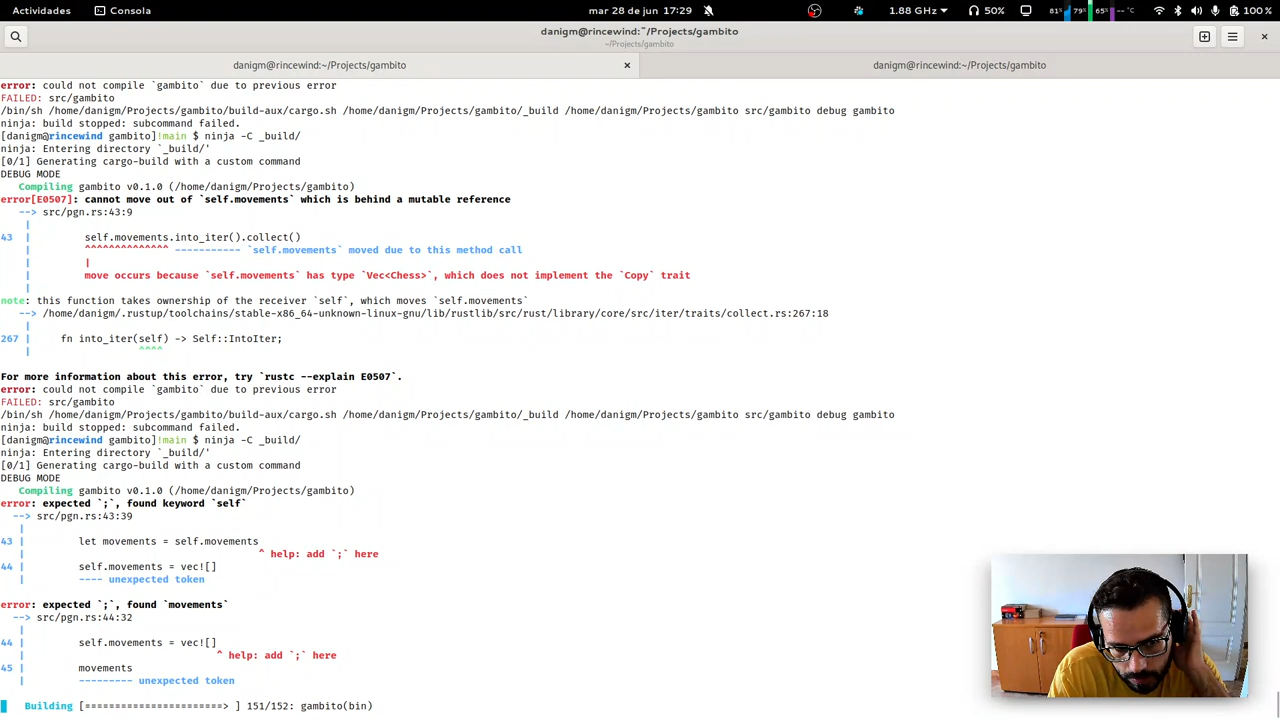 Actividades
Consola
mar 28 de jun 17:29
1.88 GHz
50%
81%
79%
65%
--°C
100 %
danigm@rincewind:~/Projects/gambito
~/Projects/gambito
danigm@rincewind:~/Projects/gambito
danigm@rincewind:~/Projects/gambito
error: could not compile `gambito` due to previous error
FAILED: src/gambito
/bin/sh /home/danigm/Projects/gambito/build-aux/cargo.sh /home/danigm/Projects/gambito/_build /home/danigm/Projects/gambito src/gambito debug gambito
ninja: build stopped: subcommand failed.
[danigm@rincewind gambito]!main $ ninja -C _build/
ninja: Entering directory `_build/'
[0/1] Generating cargo-build with a custom command
DEBUG MODE
Compiling gambito v0.1.0 (/home/danigm/Projects/gambito)
error[E0507]: cannot move out of `self.movements` which is behind a mutable reference
--> src/pgn.rs:43:9
|
43 | self.movements.into_iter().collect()
| ^^^^^^^^^^^^^^ ----------- `self.movements` moved due to this method call
| |
| move occurs because `self.movements` has type `Vec<Chess>`, which does not implement the `Copy` trait
|
note: this function takes ownership of the receiver `self`, which moves `self.movements`
--> /home/danigm/.rustup/toolchains/stable-x86_64-unknown-linux-gnu/lib/rustlib/src/rust/library/core/src/iter/traits/collect.rs:267:18
|
267 | fn into_iter(self) -> Self::IntoIter;
| ^^^^
For more information about this error, try `rustc --explain E0507`.
error: could not compile `gambito` due to previous error
FAILED: src/gambito
/bin/sh /home/danigm/Projects/gambito/build-aux/cargo.sh /home/danigm/Projects/gambito/_build /home/danigm/Projects/gambito src/gambito debug gambito
ninja: build stopped: subcommand failed.
[danigm@rincewind gambito]!main $ ninja -C _build/
ninja: Entering directory `_build/'
[0/1] Generating cargo-build with a custom command
DEBUG MODE
Compiling gambito v0.1.0 (/home/danigm/Projects/gambito)
error: expected `;`, found keyword `self`
--> src/pgn.rs:43:39
|
43 | let movements = self.movements
| ^ help: add `;` here
44 | self.movements = vec![]
| ---- unexpected token
error: expected `;`, found `movements`
--> src/pgn.rs:44:32
|
44 | self.movements = vec![]
| ^ help: add `;` here
45 | movements
| --------- unexpected token
Building [=======================> ] 151/152: gambito(bin)